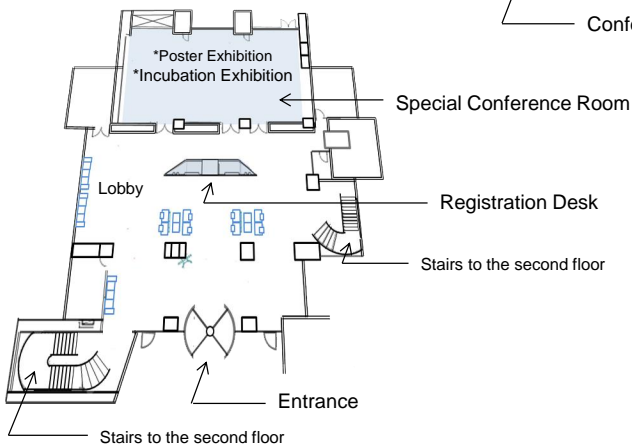 Confe
*Poster Exhibition
*Incubation Exhibition
Special Conference Room
Lobby
Registration Desk
Stairs to the second floor
Entrance
Stairs to the second floor